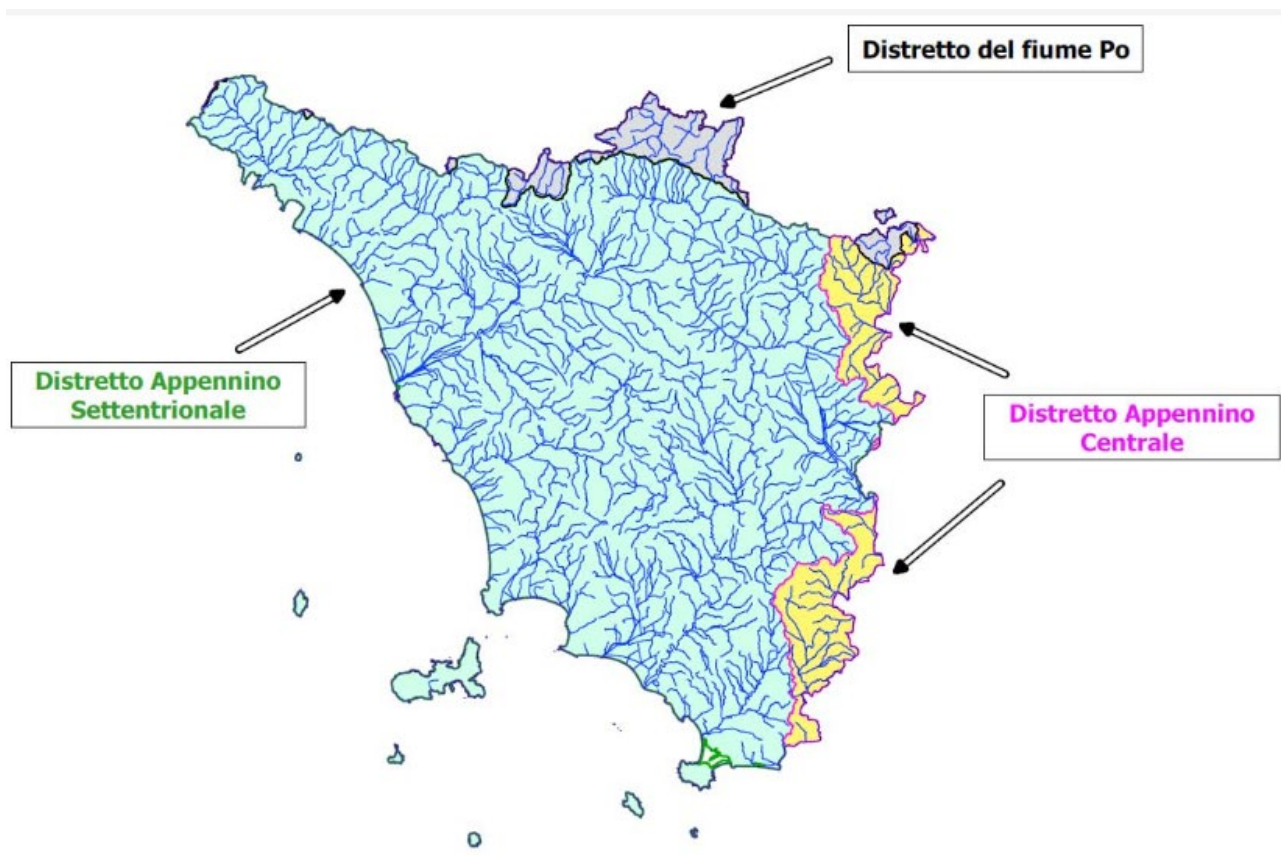 Distretto del fiume Po
Distretto Appennino
Settentrionale
Distretto Appennino
Centrale